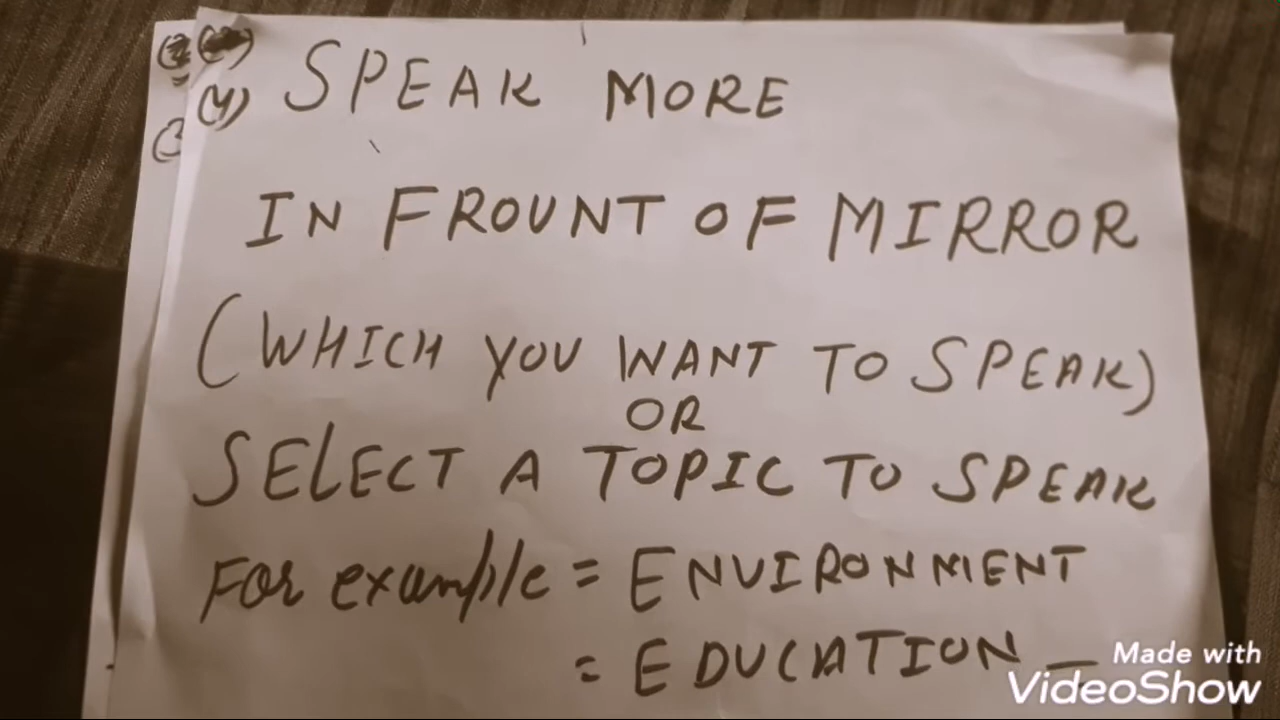 (4) SPEAK MORE
IN FROUNT OF MIRROR
(WHICH YOU WANT TO SPEAK)
OR
SELECT A TOPIC TO SPEAK
For example = ENVIRONMENT
= EDUCATION _
Made with
VideoShow